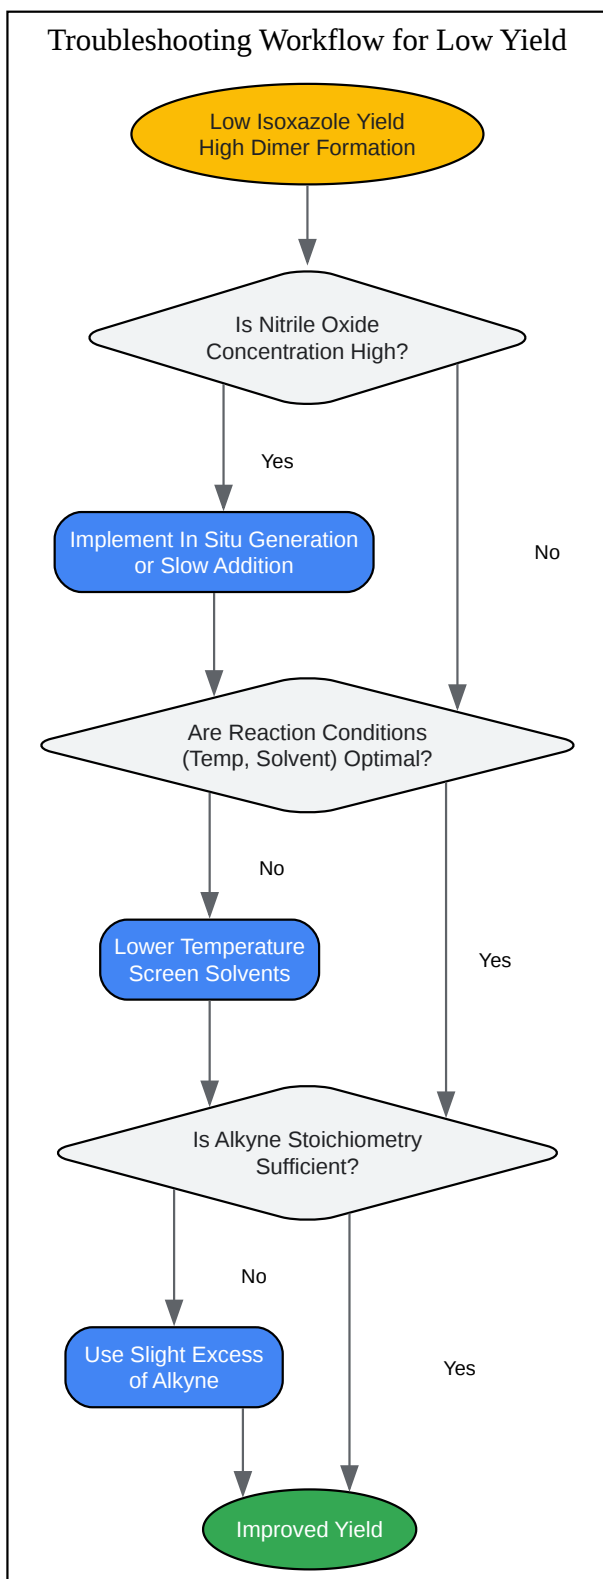 Troubleshooting Workflow for Low Yield
Low Isoxazole Yield
High Dimer Formation
Is Nitrile Oxide
Concentration High?
Yes
Implement In Situ Generation
or Slow Addition
No
Are Reaction Conditions
(Temp, Solvent) Optimal?
No
Lower Temperature
Screen Solvents
Yes
Is Alkyne Stoichiometry
Sufficient?
No
Use Slight Excess
of Alkyne
Yes
Improved Yield